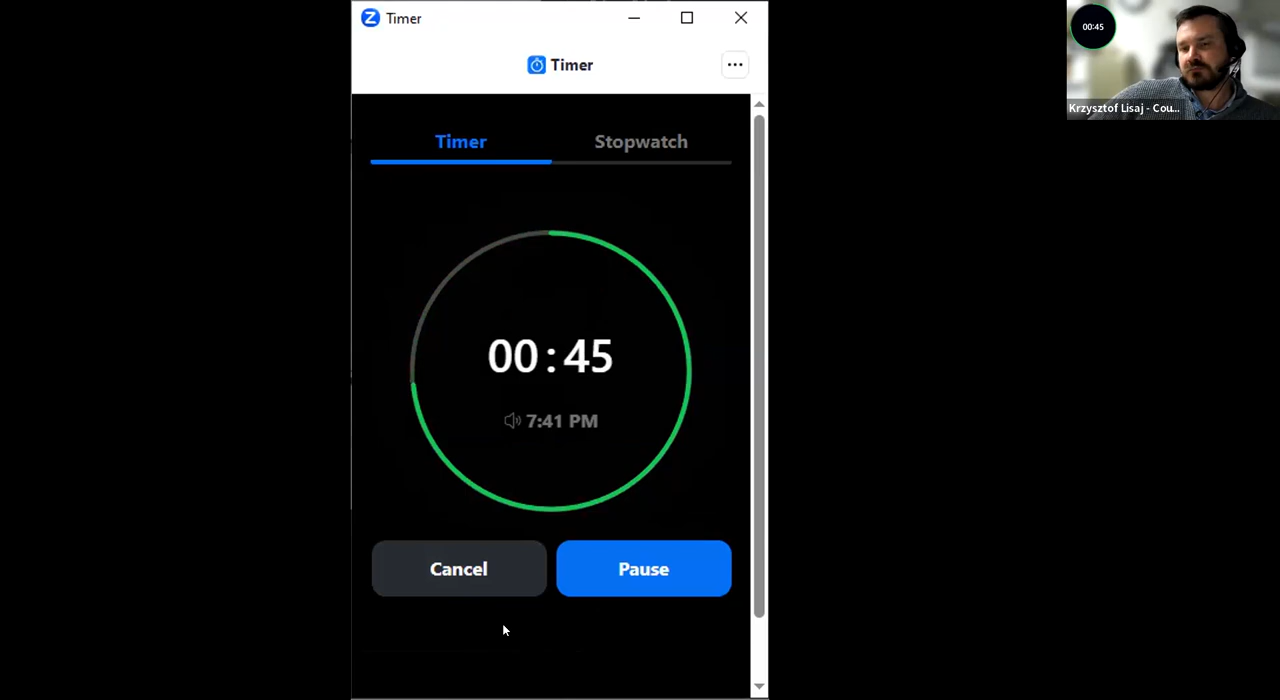 Z Timer
Timer
...
Timer Stopwatch
00:45
7:41 PM
Cancel Pause
00:45
Krzysztof Lisaj - Cou...